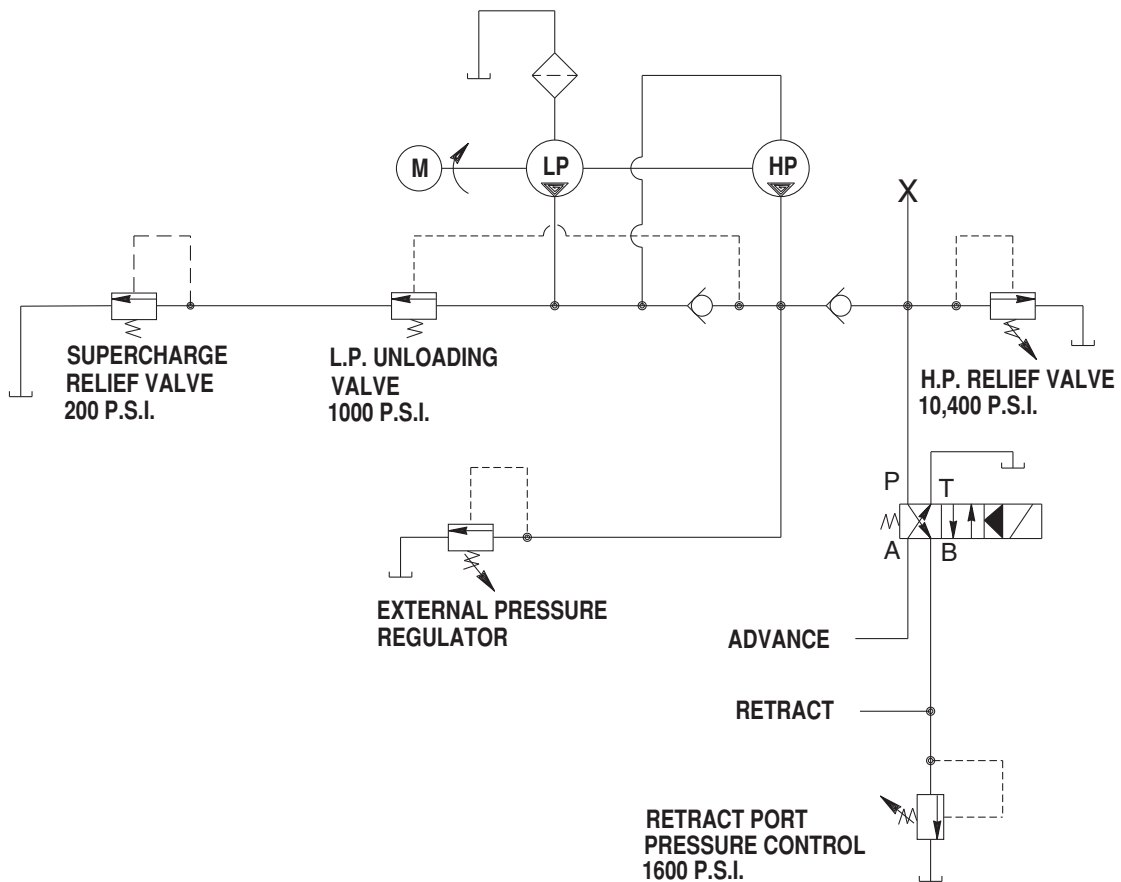 M
LP
HP
X
SUPERCHARGE
RELIEF VALVE
200 P.S.I.
L.P. UNLOADING
VALVE
1000 P.S.I.
H.P. RELIEF VALVE
10,400 P.S.I.
P
T
A
B
EXTERNAL PRESSURE
REGULATOR
ADVANCE
RETRACT
RETRACT PORT
PRESSURE CONTROL
1600 P.S.I.